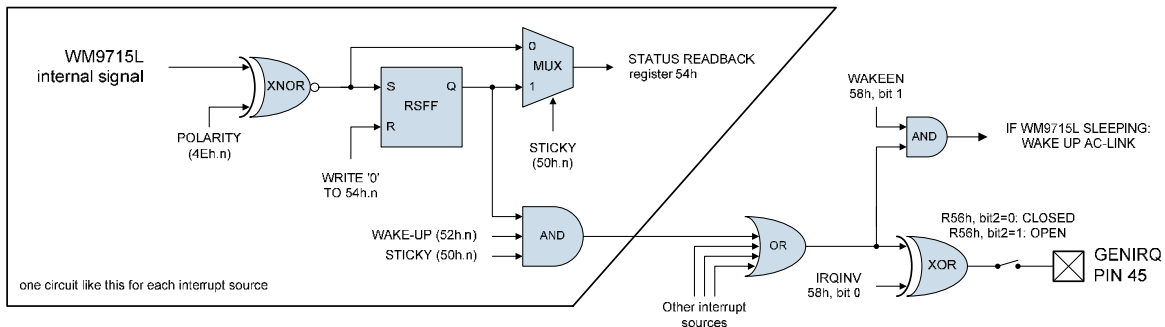 WM9715L
internal signal
XNOR
POLARITY
(4Eh.n)
S
Q
RSFF
R
WRITE '0'
TO 54h.n
0
MUX
1
STATUS READBACK
register 54h
STICKY
(50h.n)
WAKE-UP (52h.n)
STICKY (50h.n)
AND
one circuit like this for each interrupt source
OR
Other interrupt
sources
WAKEEN
58h, bit 1
AND
IF WM9715L SLEEPING:
WAKE UP AC-LINK
R56h, bit2=0: CLOSED
R56h, bit2=1: OPEN
IRQINV
58h, bit 0
XOR
GENIRQ
PIN 45